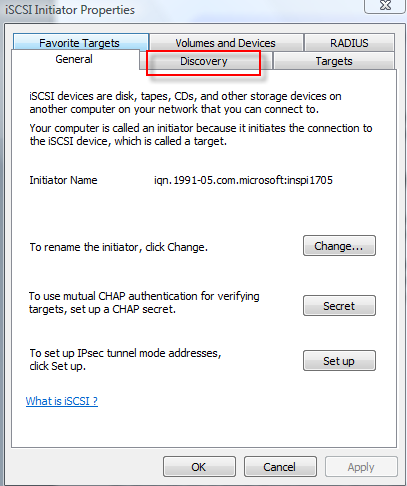 iSCSI Initiator Properties
Favorite Targets
Volumes and Devices
RADIUS
General
Discovery
Targets
iSCSI devices are disk, tapes, CDs, and other storage devices on
another computer on your network that you can connect to.
Your computer is called an initiator because it initiates the connection
to the iSCSI device, which is called a target.
Initiator Name
iqn.1991-05.com.microsoft:inspi1705
To rename the initiator, click Change.
Change...
To use mutual CHAP authentication for verifying
targets, set up a CHAP secret.
Secret
To set up IPsec tunnel mode addresses,
click Set up.
Set up
What is iSCSI ?
OK
Cancel
Apply